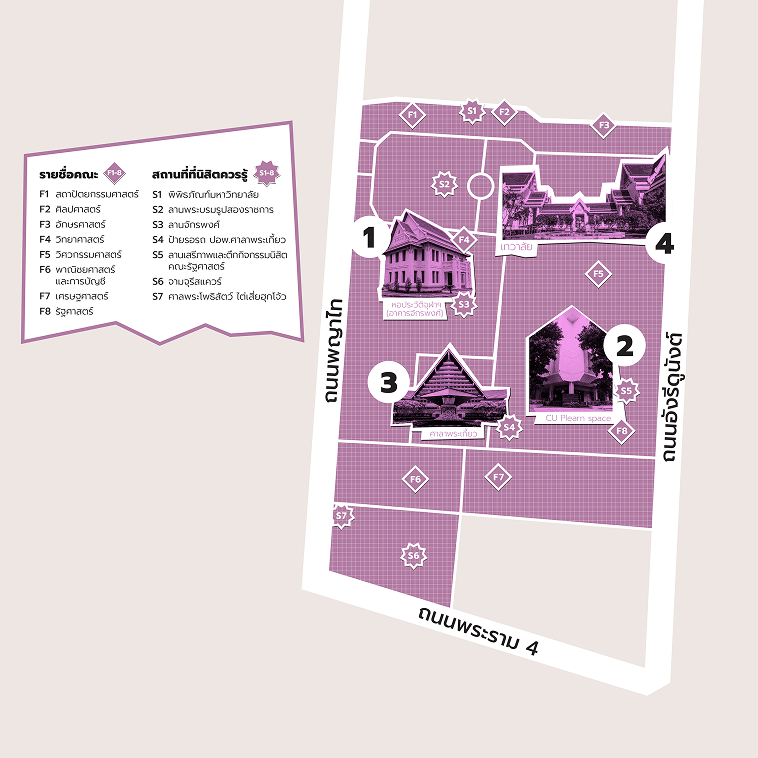 รายชื่อคณะ F1-8
F1 สถาปัตยกรรมศาสตร์
F2 ศิลปศาสตร์
F3 อักษรศาสตร์
F4 วิทยาศาสตร์
F5 วิศวกรรมศาสตร์
F6 พาณิชยศาสตร์
และการบัญชี
F7 เศรษฐศาสตร์
F8 รัฐศาสตร์
สถานที่ที่นิสิตควรรู้ S1-8
S1 พิพิธภัณฑ์มหาวิทยาลัย
S2 ลานพระบรมรูปสองราชการ
S3 ลานจักรพงศ์
S4 ป้ายรอรถ ปอพ.ศาลาพระเกี้ยว
S5 ลานเสรีภาพและตึกกิจกรรมนิสิต
คณะรัฐศาสตร์
S6 จามจุรีสแควร์
S7 ศาลพระโพธิสัตว์ ไต่เสี่ยฮุกโจ้ว
F1
S1
F2
F3
S2
1
F4
เทวาลัย
4
หอประวัติจุฬาฯ
(อาคารจักรพงศ์)
S3
F5
ถนนพญาไท
2
3
S5
CU Plearn space
ศาลาพระเกี้ยว
S4
F8
ถนนอังรีดูนังต์
F6
F7
S7
S6
ถนนพระราม 4